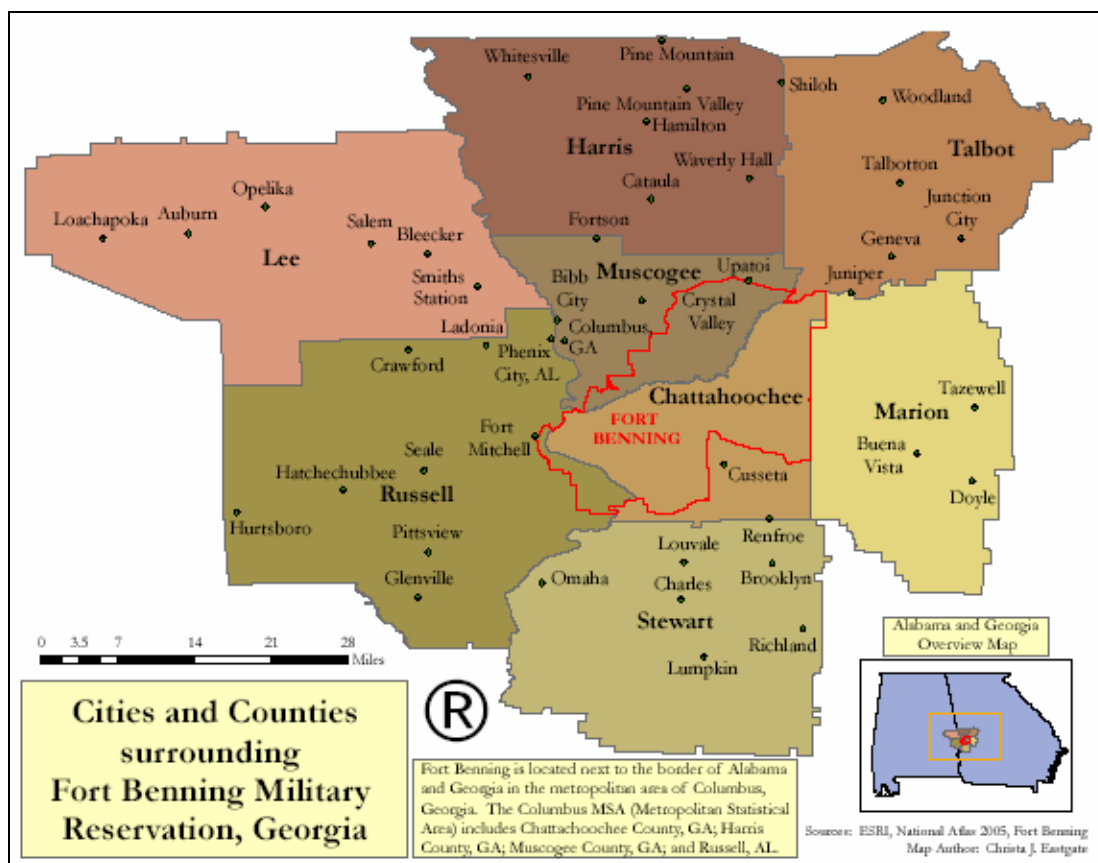 Whitesville
Pine Mountain
Shiloh
Woodland
Pine Mountain Valley
Hamilton
Harris
Talbot
Waverly Hall
Talbotton
Cataula
Junction
City
Opelika
Loachapoka
Auburn
Salem
Bleecker
Fortson
Geneva
Lee
Muscogee
Upatoi
Juniper
Smiths
Station
Bibb
City
Crystal
Valley
Ladonia
Columbus,
GA
Phenix
City, AL
Crawford
Chattahoochee
Tazewell
Marion
FORT
BENNING
Fort
Mitchell
Buena
Vista
Seale
Hatchechubbee
Cusseta
Doyle
Russell
Hurtsboro
Pittsview
Renfroe
Louvale
Glenville
Omaha
Charles
Brooklyn
Stewart
Richland
Lumpkin
0 3.5 7 14 21 28
Miles
Alabama and Georgia
Overview Map
Cities and Counties
surrounding
Fort Benning Military
Reservation, Georgia
®
Fort Benning is located next to the border of Alabama
and Georgia in the metropolitan area of Columbus,
Georgia. The Columbus MSA (Metropolitan Statistical
Area) includes Chattachoochee County, GA; Harris
County, GA; Muscogee County, GA; and Russell, AL.
Sources: ESRI, National Atlas 2005, Fort Benning
Map Author: Christa J. Eastgate